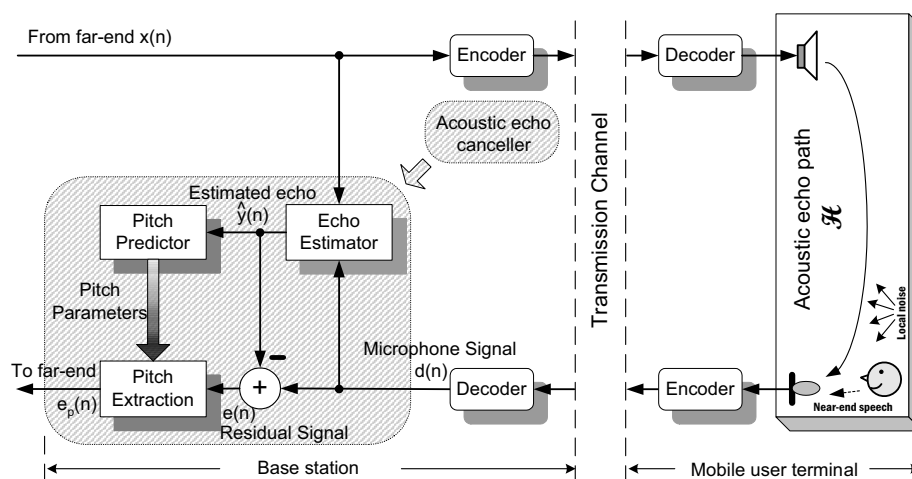 From far-end x(n)
Encoder
Decoder
Acoustic echo
canceller
Transmission Channel
Acoustic echo path
ℋ
Estimated echo
ŷ(n)
Pitch
Predictor
Echo
Estimator
Pitch
Parameters
Local noise
Microphone Signal
d(n)
To far-end
e_p(n)
Pitch
Extraction
+
−
e(n)
Residual Signal
Decoder
Encoder
Near-end speech
Base station
Mobile user terminal